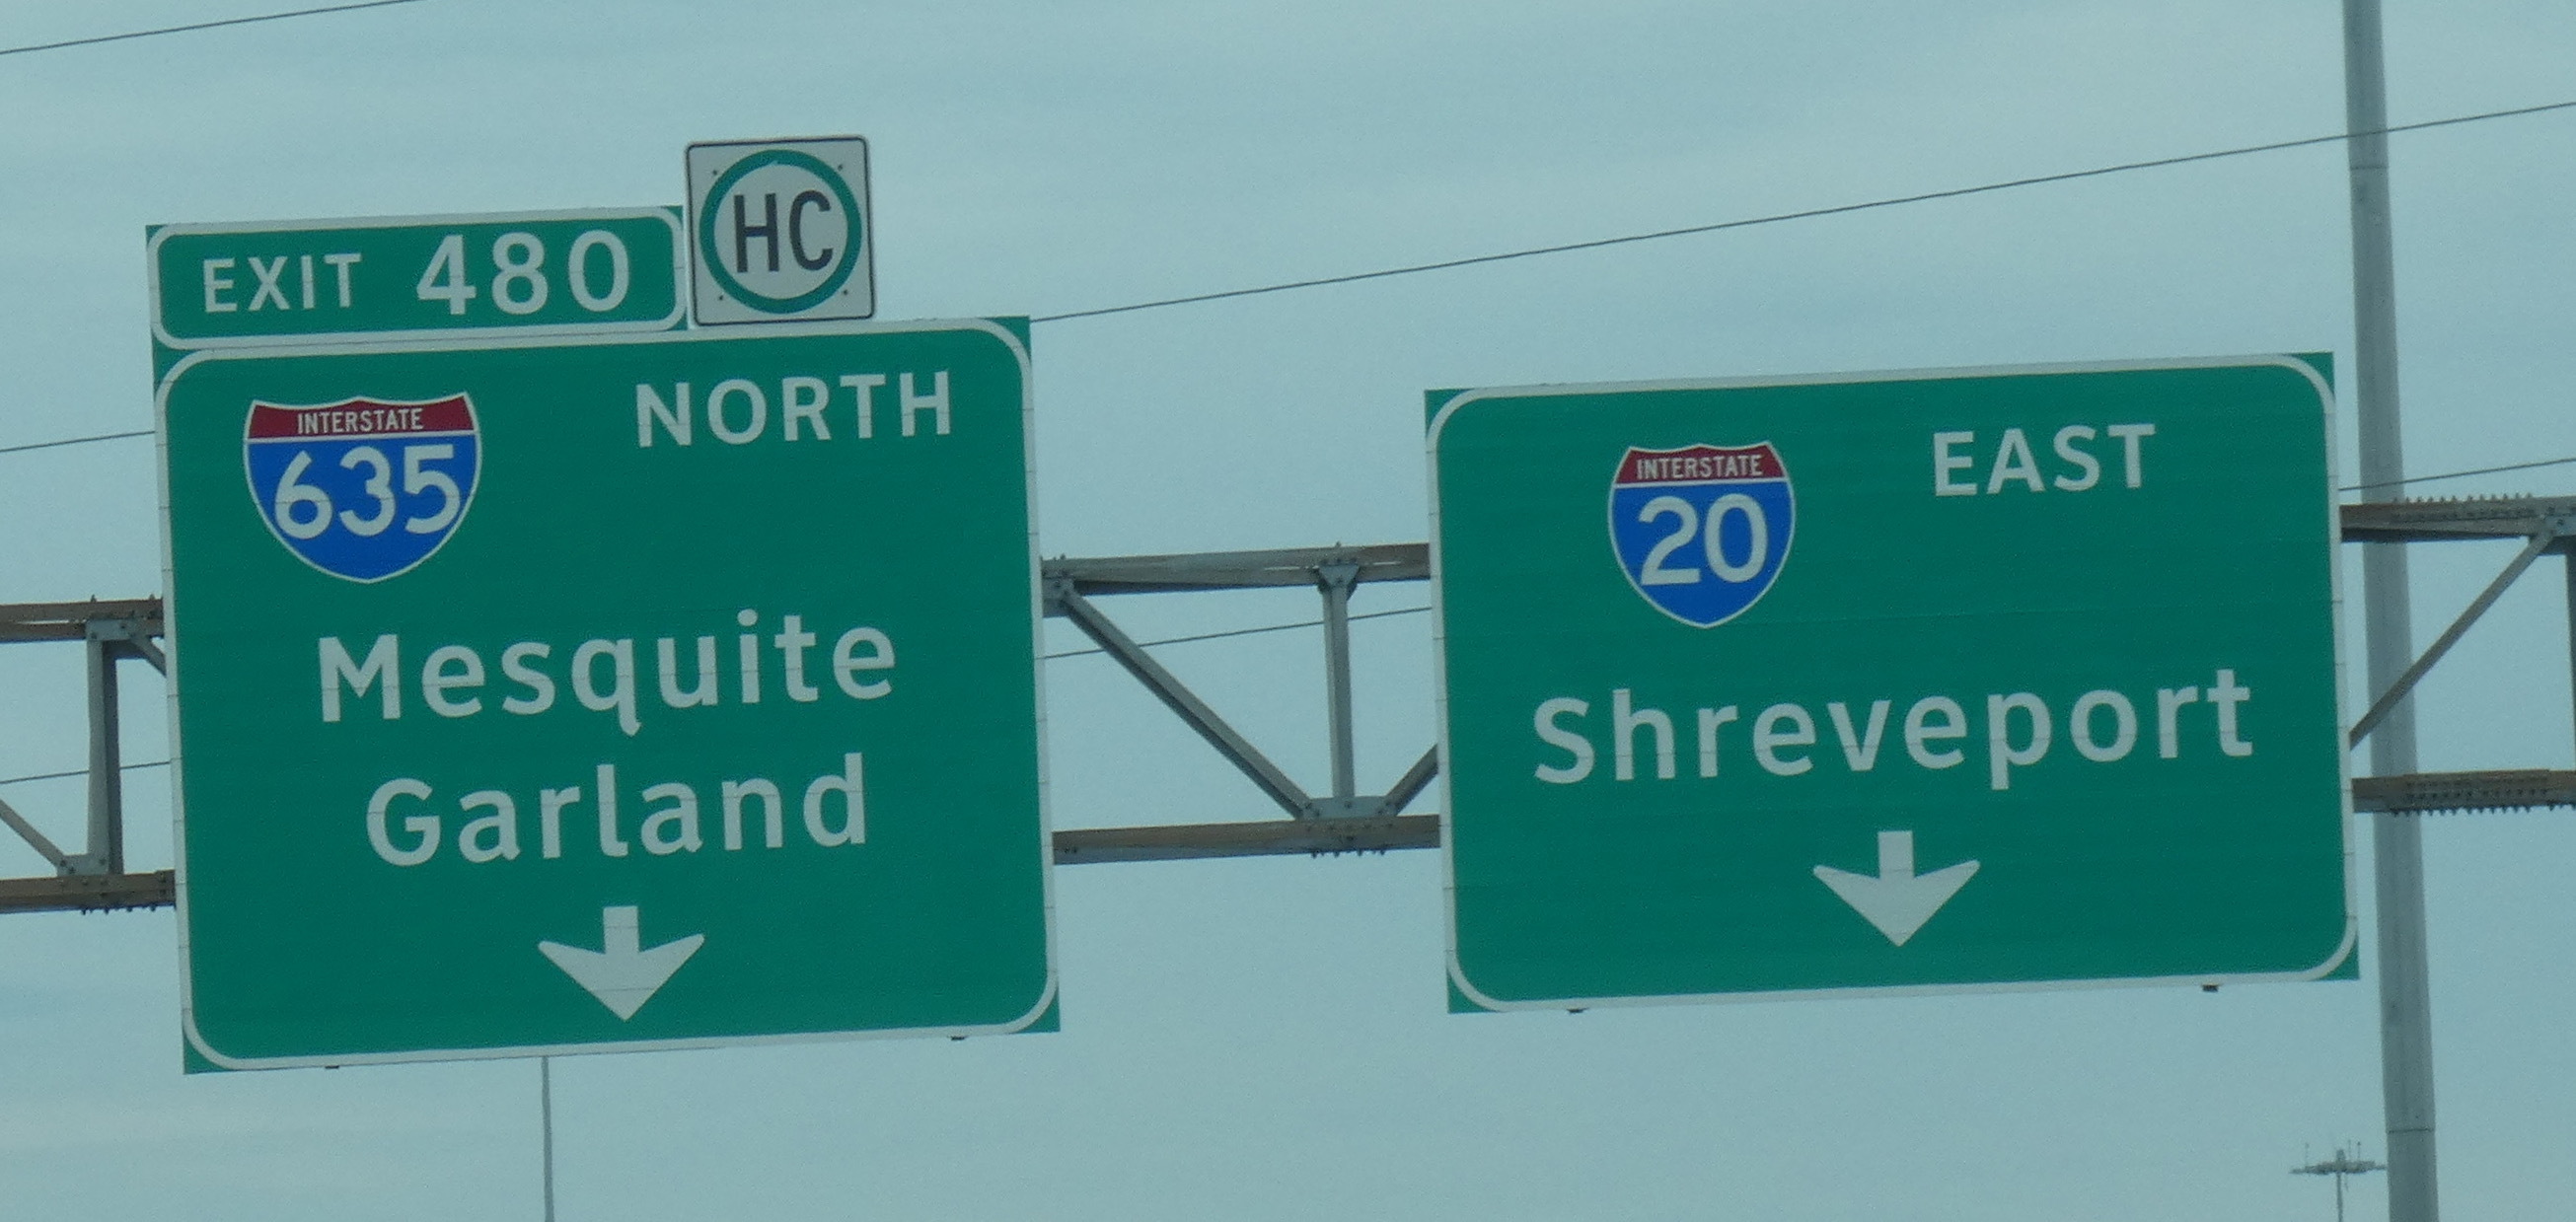 HC
EXIT 480
NORTH
INTERSTATE
635
Mesquite
Garland
EAST
INTERSTATE
20
Shreveport